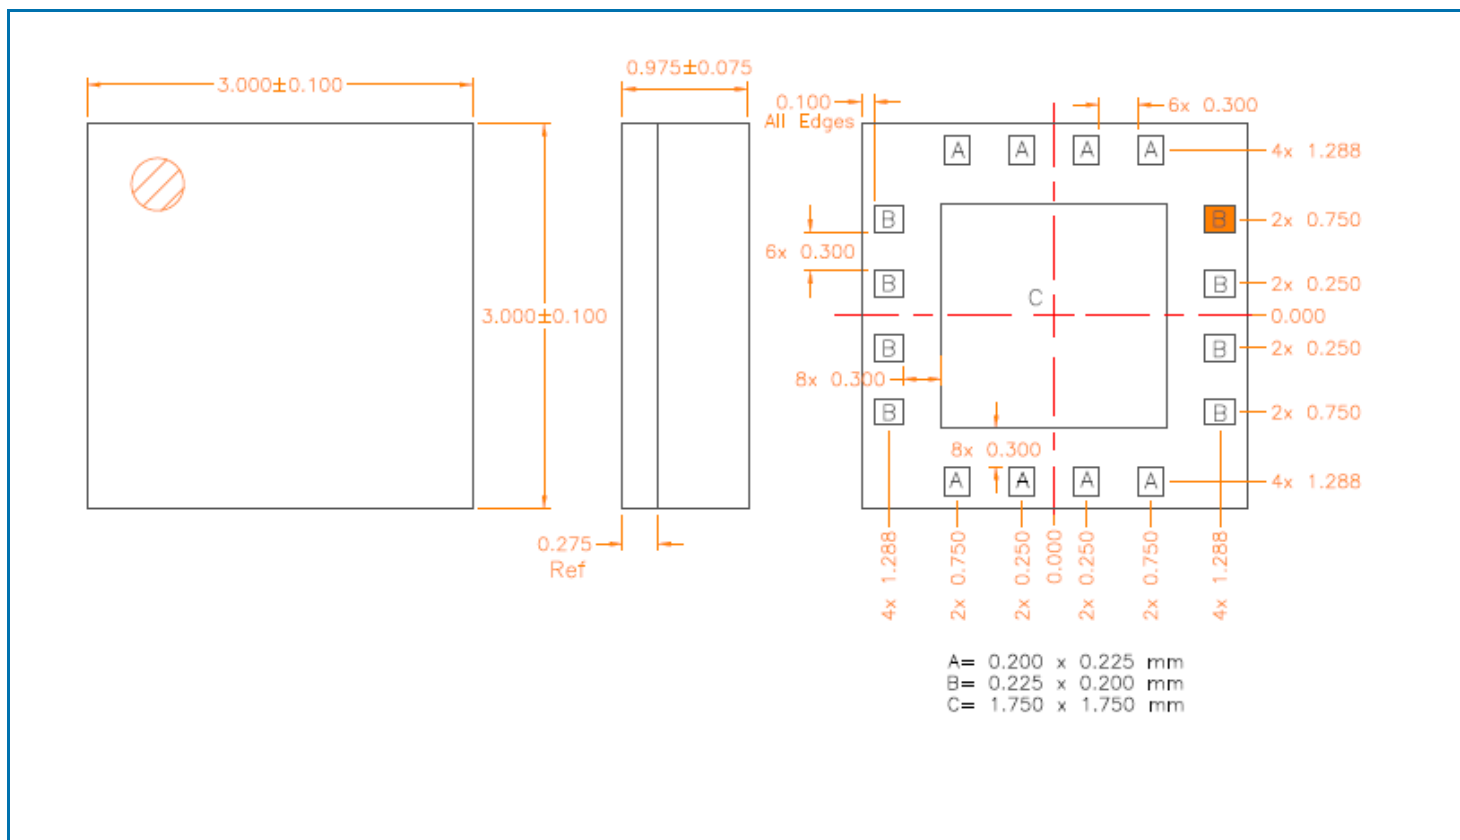 0.975±0.075
3.000±0.100
0.100
All Edges
6x 0.300
A A A A
4x 1.288
B
B
2x 0.750
6x 0.300
B
C
B
2x 0.250
3.000±0.100
0.000
B
B
2x 0.250
8x 0.300
B
B
2x 0.750
8x 0.300
A A A A
4x 1.288
0.275
Ref
4x 1.288
2x 0.750
2x 0.250
0.000
2x 0.250
2x 0.750
4x 1.288
A= 0.200 x 0.225 mm
B= 0.225 x 0.200 mm
C= 1.750 x 1.750 mm